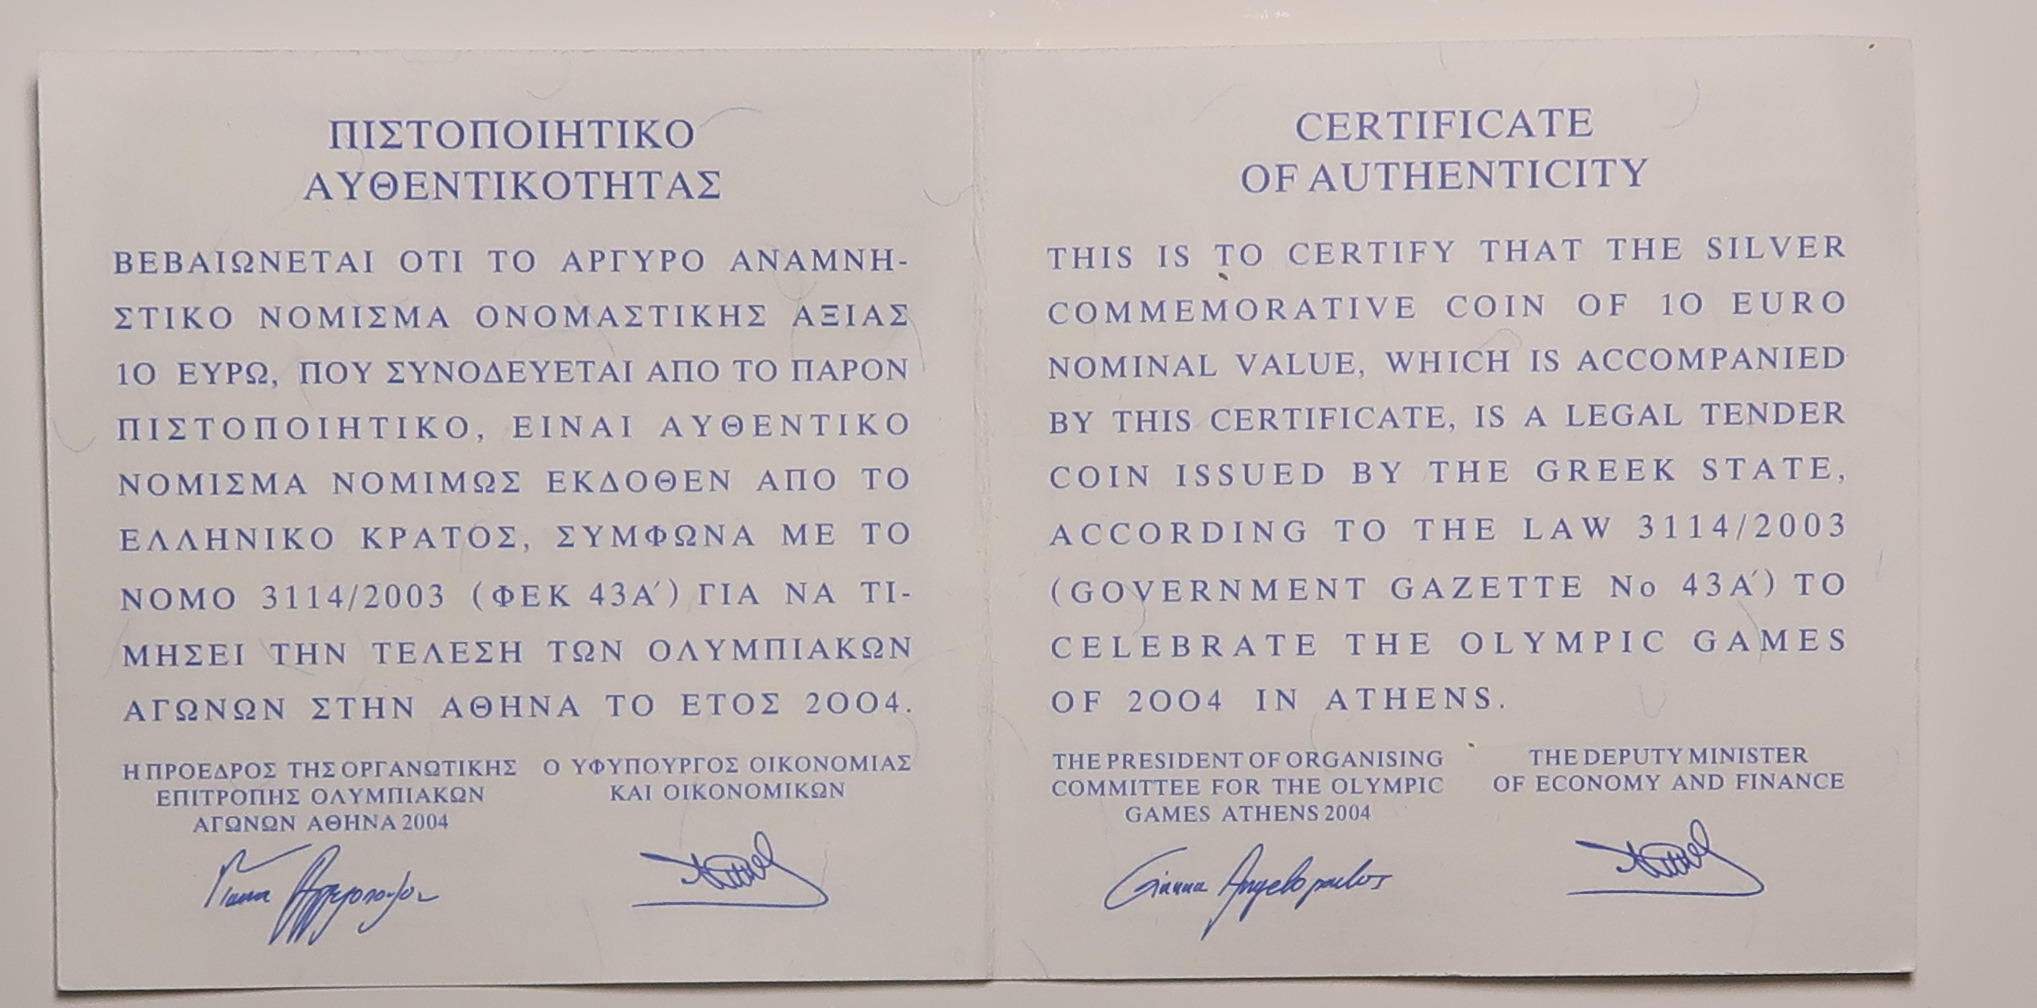 ΠΙΣΤΟΠΟΙΗΤΙΚΟ
ΑΥΘΕΝΤΙΚΟΤΗΤΑΣ
ΒΕΒΑΙΩΝΕΤΑΙ ΟΤΙ ΤΟ ΑΡΓΥΡΟ ΑΝΑΜΝΗ-
ΣΤΙΚΟ ΝΟΜΙΣΜΑ ΟΝΟΜΑΣΤΙΚΗΣ ΑΞΙΑΣ
10 ΕΥΡΩ, ΠΟΥ ΣΥΝΟΔΕΥΕΤΑΙ ΑΠΟ ΤΟ ΠΑΡΟΝ
ΠΙΣΤΟΠΟΙΗΤΙΚΟ, ΕΙΝΑΙ ΑΥΘΕΝΤΙΚΟ
ΝΟΜΙΣΜΑ ΝΟΜΙΜΩΣ ΕΚΔΟΘΕΝ ΑΠΟ ΤΟ
ΕΛΛΗΝΙΚΟ ΚΡΑΤΟΣ, ΣΥΜΦΩΝΑ ΜΕ ΤΟ
ΝΟΜΟ 3114/2003 (ΦΕΚ 43Α΄) ΓΙΑ ΝΑ ΤΙ-
ΜΗΣΕΙ ΤΗΝ ΤΕΛΕΣΗ ΤΩΝ ΟΛΥΜΠΙΑΚΩΝ
ΑΓΩΝΩΝ ΣΤΗΝ ΑΘΗΝΑ ΤΟ ΕΤΟΣ 2004.
Η ΠΡΟΕΔΡΟΣ ΤΗΣ ΟΡΓΑΝΩΤΙΚΗΣ
ΕΠΙΤΡΟΠΗΣ ΟΛΥΜΠΙΑΚΩΝ
ΑΓΩΝΩΝ ΑΘΗΝΑ 2004
Γιάννα Αγγελοπούλου
Ο ΥΦΥΠΟΥΡΓΟΣ ΟΙΚΟΝΟΜΙΑΣ
ΚΑΙ ΟΙΚΟΝΟΜΙΚΩΝ
CERTIFICATE
OF AUTHENTICITY
THIS IS TO CERTIFY THAT THE SILVER
COMMEMORATIVE COIN OF 10 EURO
NOMINAL VALUE, WHICH IS ACCOMPANIED
BY THIS CERTIFICATE, IS A LEGAL TENDER
COIN ISSUED BY THE GREEK STATE,
ACCORDING TO THE LAW 3114/2003
(GOVERNMENT GAZETTE No 43A΄) TO
CELEBRATE THE OLYMPIC GAMES
OF 2004 IN ATHENS.
THE PRESIDENT OF ORGANISING
COMMITTEE FOR THE OLYMPIC
GAMES ATHENS 2004
Gianna Angelopoulos
THE DEPUTY MINISTER
OF ECONOMY AND FINANCE